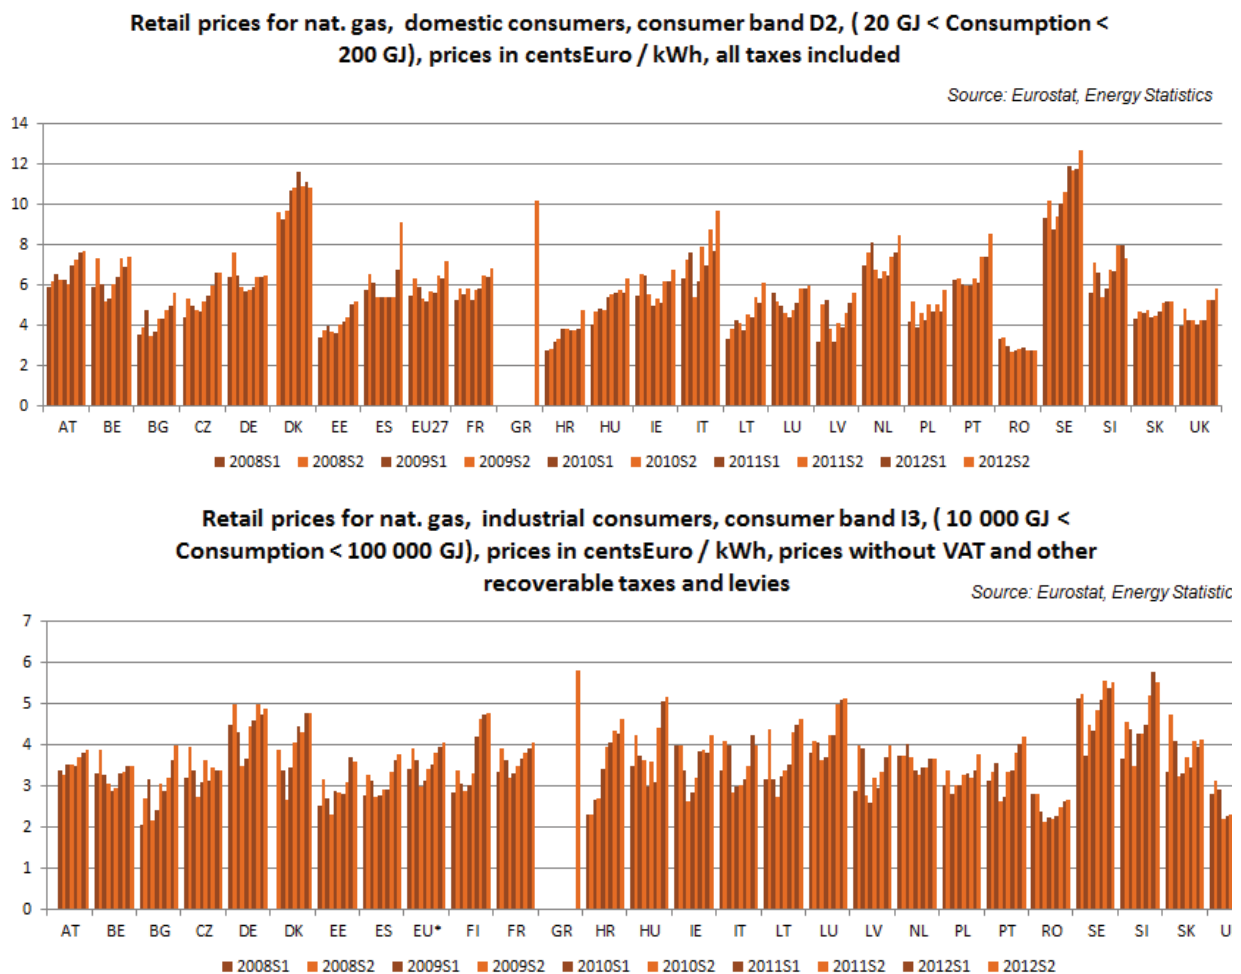 Retail prices for nat. gas, domestic consumers, consumer band D2, ( 20 GJ < Consumption <
200 GJ), prices in centsEuro / kWh, all taxes included
Source: Eurostat, Energy Statistics
14
12
10
8
6
4
2
0
AT BE BG CZ DE DK EE ES EU27 FR GR HR HU IE IT LT LU LV NL PL PT RO SE SI SK UK
2008S1 2008S2 2009S1 2009S2 2010S1 2010S2 2011S1 2011S2 2012S1 2012S2
Retail prices for nat. gas, industrial consumers, consumer band I3, ( 10 000 GJ <
Consumption < 100 000 GJ), prices in centsEuro / kWh, prices without VAT and other
recoverable taxes and levies
Source: Eurostat, Energy Statistic
7
6
5
4
3
2
1
0
AT BE BG CZ DE DK EE ES EU* FI FR GR HR HU IE IT LT LU LV NL PL PT RO SE SI SK U
2008S1 2008S2 2009S1 2009S2 2010S1 2010S2 2011S1 2011S2 2012S1 2012S2